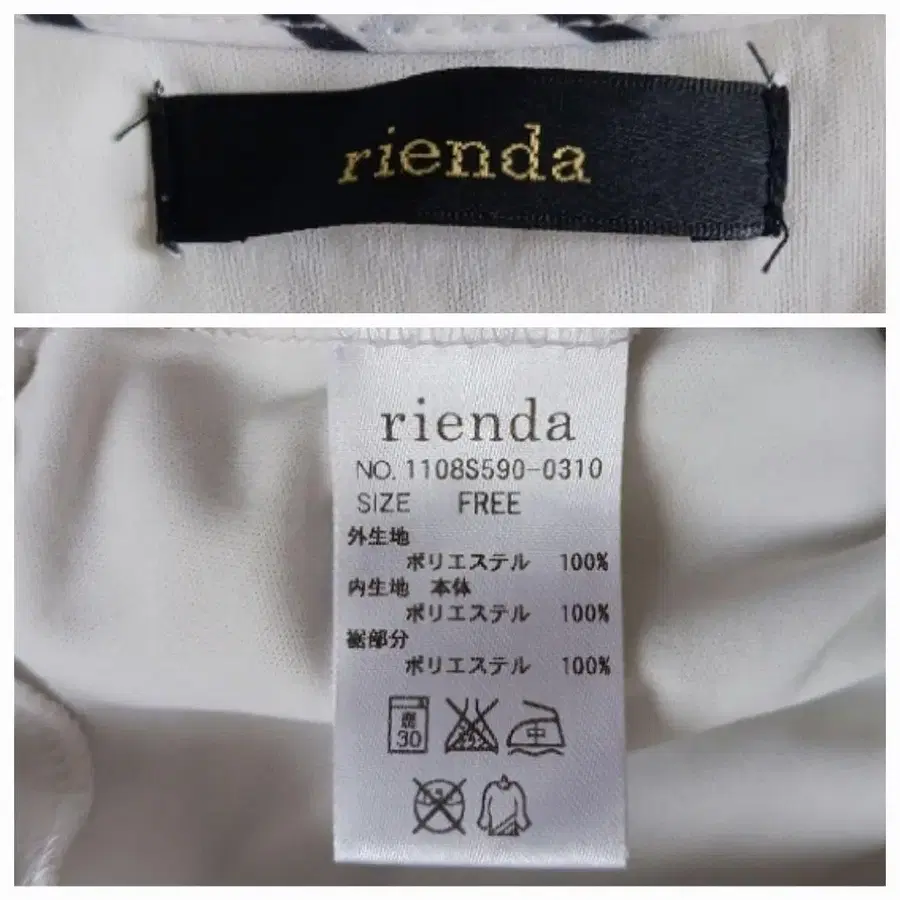 rienda
rienda
NO. 1108S590-0310
SIZE FREE
外生地
ポリエステル 100%
内生地 本体
ポリエステル 100%
裾部分
ポリエステル 100%
30
中